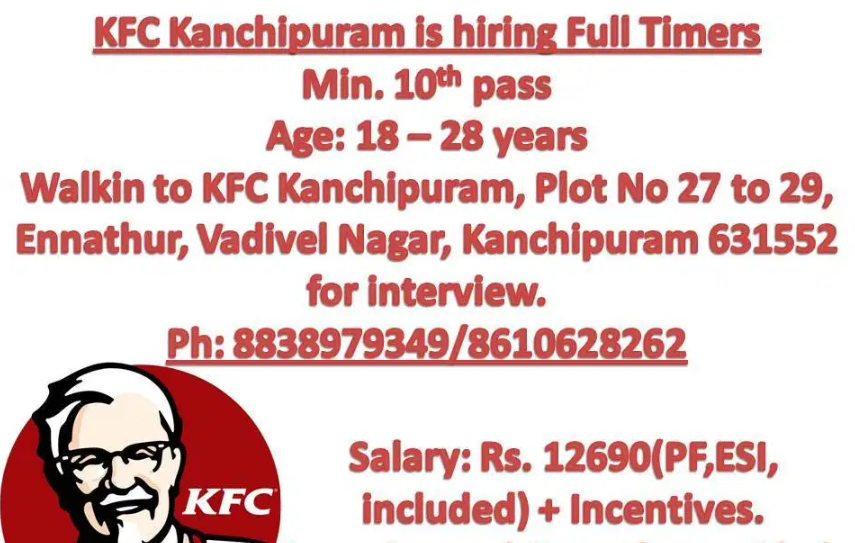 KFC Kanchipuram is hiring Full Timers
Min. 10th pass
Age: 18 – 28 years
Walkin to KFC Kanchipuram, Plot No 27 to 29,
Ennathur, Vadivel Nagar, Kanchipuram 631552
for interview.
Ph: 8838979349/8610628262
Salary: Rs. 12690(PF,ESI,
KFC
included) + Incentives.